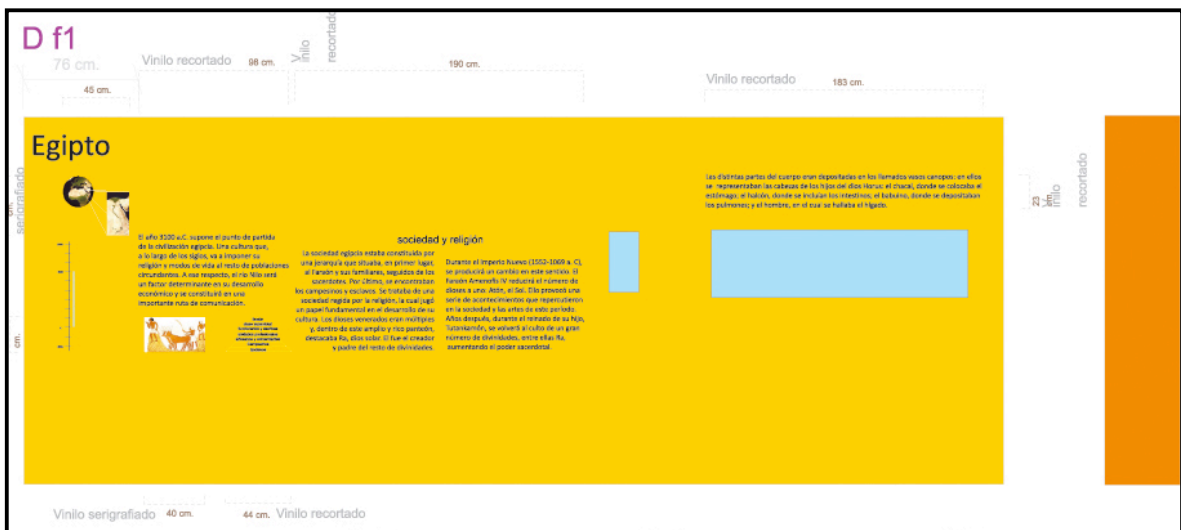 D f1
76 cm.
45 cm.
Vinilo recortado
98 cm.
Vinilo
recortado
190 cm.
Vinilo recortado
183 cm.
Egipto
serigrafiado
cm.
El año 3100 a.C. supone el punto de partida
de la civilización egipcia. Una cultura que,
a lo largo de los siglos, va a imponer su
religión y modos de vida al resto de poblaciones
circundantes. A ese respecto, el río Nilo será
un factor determinante en su desarrollo
económico y se constituirá en una
importante ruta de comunicación.
sociedad y religión
La sociedad egipcia estaba constituida por
una jerarquía que situaba, en primer lugar,
al Faraón y sus familiares, seguidos de los
sacerdotes. Por último, se encontraban
los campesinos y esclavos. Se trataba de una
sociedad regida por la religión, la cual jugó
un papel fundamental en el desarrollo de su
cultura. Los dioses venerados eran múltiples
y, dentro de este amplio y rico panteón,
destacaba Ra, dios solar. El fue el creador
y padre del resto de divinidades.
Durante el Imperio Nuevo (1552-1069 a. C),
se producirá un cambio en este sentido. El
Faraón Amenofis IV reducirá el número de
dioses a uno: Atón, el Sol. Ello provocó una
serie de acontecimientos que repercutieron
en la sociedad y las artes de este período.
Años después, durante el reinado de su hijo,
Tutankamón, se volverá al culto de un gran
número de divinidades, entre ellas Ra,
aumentando el poder sacerdotal.
Las distintas partes del cuerpo eran depositadas en los llamados vasos canopos: en ellos
se representaban las cabezas de los hijos del dios Horus: el chacal, donde se colocaba el
estómago; el halcón, donde se incluían los intestinos; el babuino, donde se depositaban
los pulmones; y el hombre, en el cual se hallaba el hígado.
23 cm.
Vinilo
recortado
cm.
Vinilo serigrafiado
40 cm.
44 cm.
Vinilo recortado